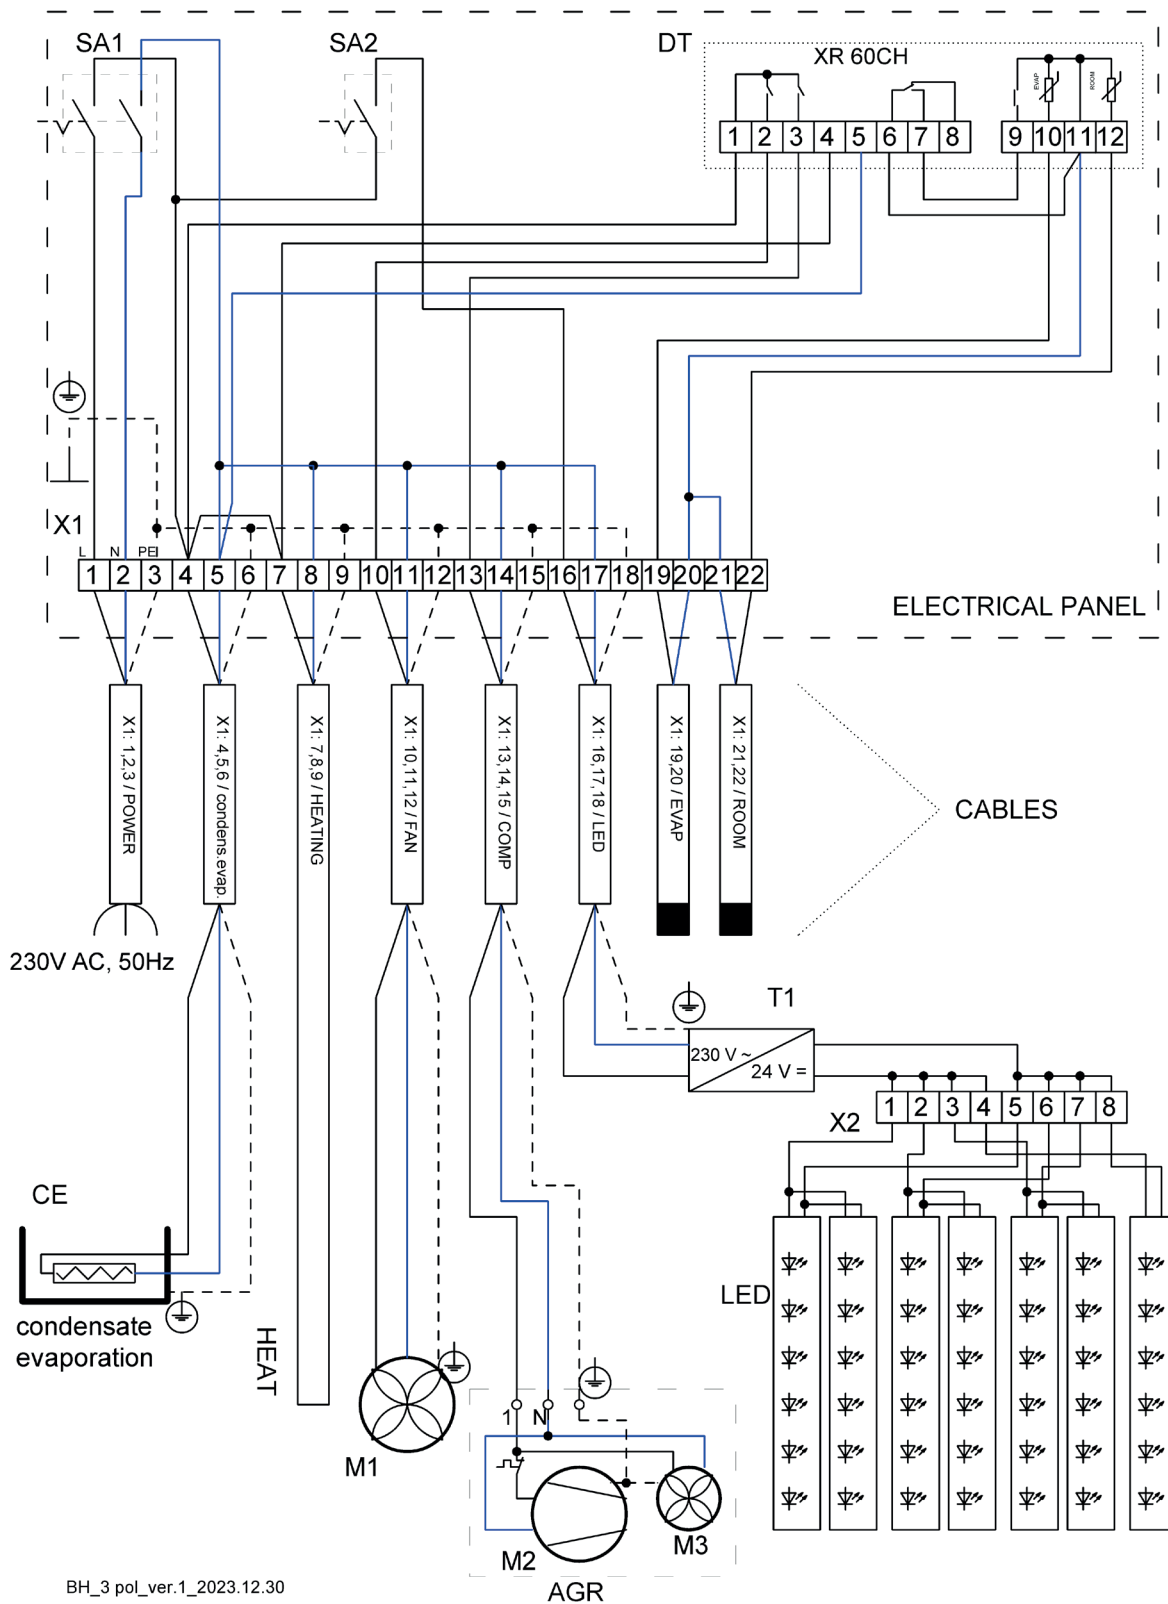 SA1
SA2
DT
XR 60CH
EVAP
ROOM
1 2 3 4 5 6 7 8
9 10 11 12
X1
L N PE
1 2 3 4 5 6 7 8 9 10 11 12 13 14 15 16 17 18 19 20 21 22
ELECTRICAL PANEL
X1: 1,2,3 / POWER
X1: 4,5,6 / condens.evap.
X1: 7,8,9 / HEATING
X1: 10,11,12 / FAN
X1: 13,14,15 / COMP
X1: 16,17,18 / LED
X1: 19,20 / EVAP
X1: 21,22 / ROOM
CABLES
230V AC, 50Hz
T1
230 V ~
24 V =
X2
1 2 3 4 5 6 7 8
CE
condensate
evaporation
HEAT
LED
M1
1 N
M2
M3
AGR
BH_3 pol_ver.1_2023.12.30